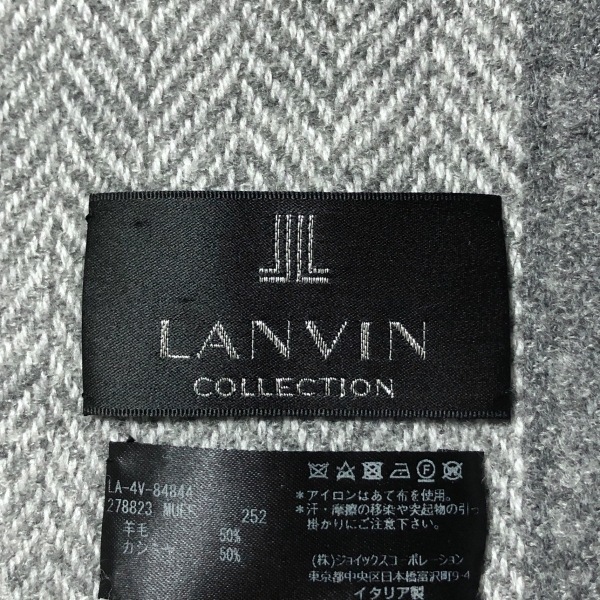 LANVIN
COLLECTION
LA-4V-84844
278823 MUFF 252
羊毛 50%
カシミヤ 50%
*アイロンはあて布を使用。
*汗・摩擦の移染や突起物の引っ
掛かりにご注意下さい。
(株)ジョイックスコーポレーション
東京都中央区日本橋富沢町9-4
イタリア製